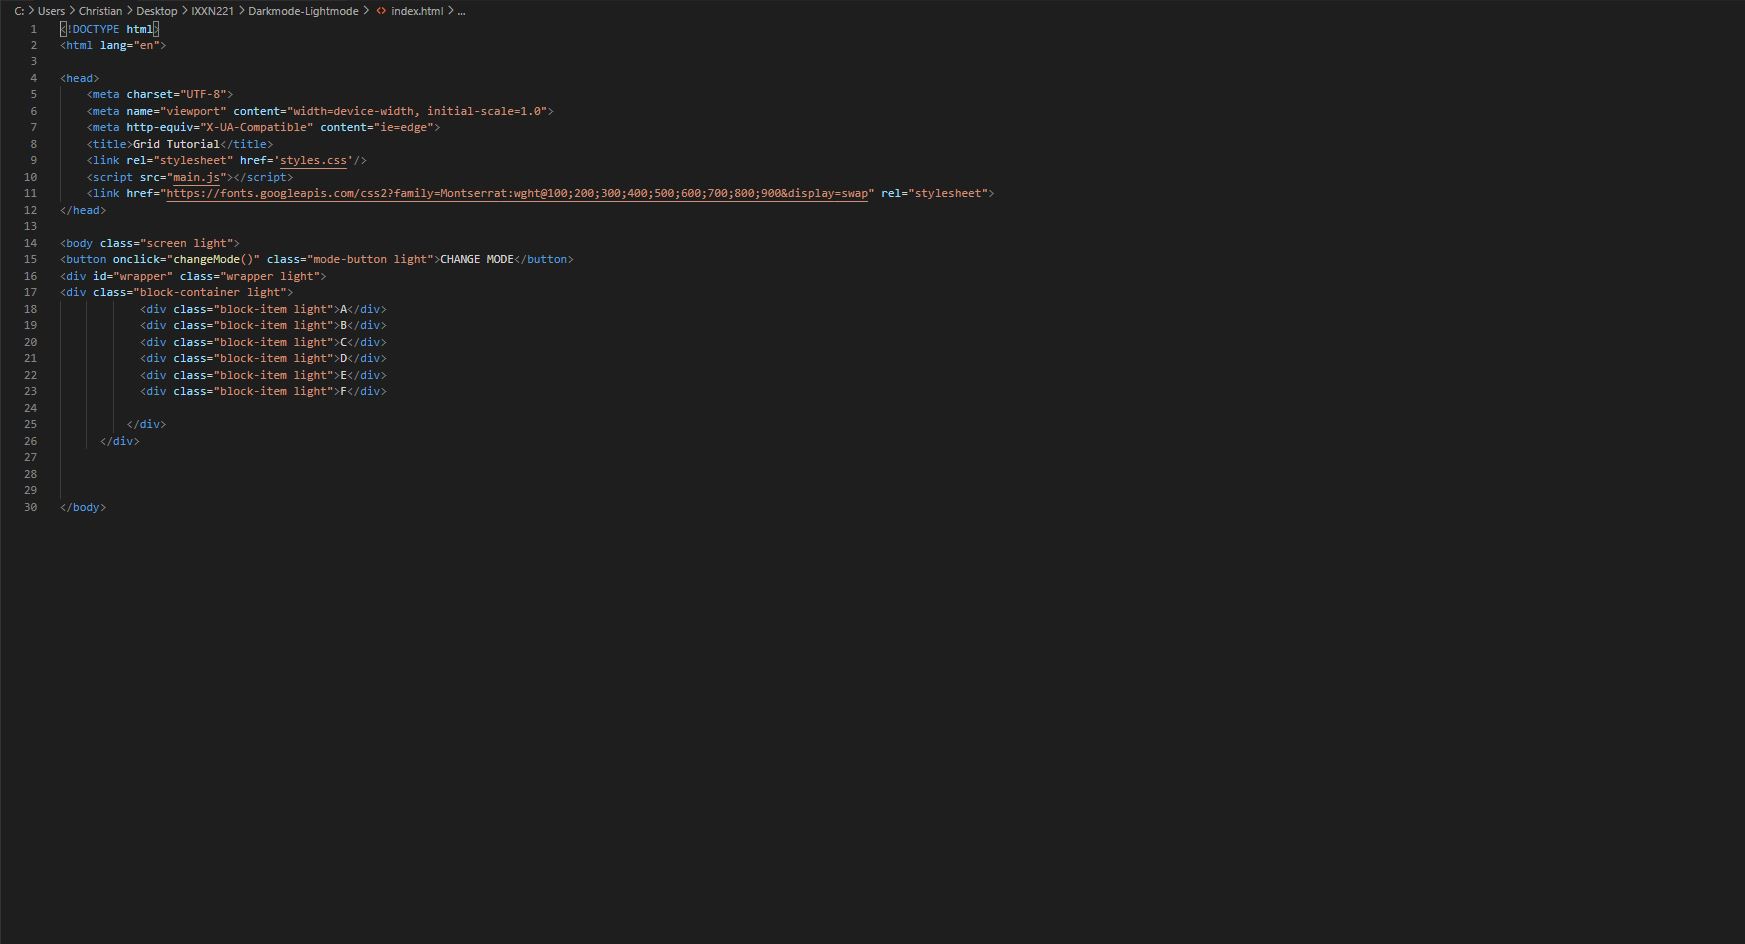 C: > Users > Christian > Desktop > IXXN221 > Darkmode-Lightmode > <> index.html > ...
1 <!DOCTYPE html>
2 <html lang="en">
3
4 <head>
5     <meta charset="UTF-8">
6     <meta name="viewport" content="width=device-width, initial-scale=1.0">
7     <meta http-equiv="X-UA-Compatible" content="ie=edge">
8     <title>Grid Tutorial</title>
9     <link rel="stylesheet" href='styles.css'/>
10     <script src="main.js"></script>
11     <link href="https://fonts.googleapis.com/css2?family=Montserrat:wght@100;200;300;400;500;600;700;800;900&display=swap" rel="stylesheet">
12 </head>
13
14 <body class="screen light">
15 <button onclick="changeMode()" class="mode-button light">CHANGE MODE</button>
16 <div id="wrapper" class="wrapper light">
17 <div class="block-container light">
18             <div class="block-item light">A</div>
19             <div class="block-item light">B</div>
20             <div class="block-item light">C</div>
21             <div class="block-item light">D</div>
22             <div class="block-item light">E</div>
23             <div class="block-item light">F</div>
24
25           </div>
26       </div>
27
28
29
30 </body>